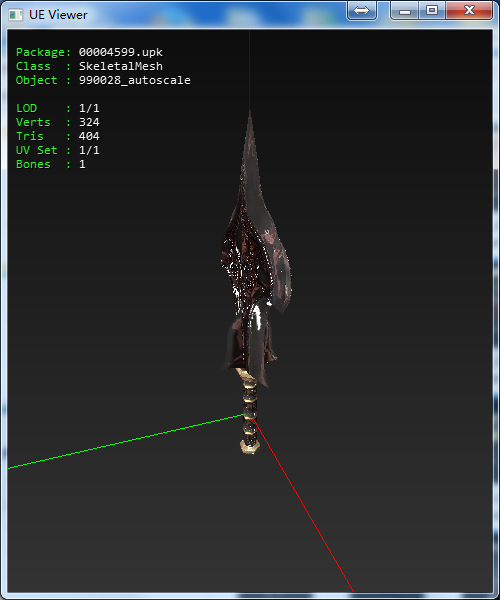 UE Viewer
Package: 00004599.upk
Class  : SkeletalMesh
Object : 990028_autoscale
LOD    : 1/1
Verts  : 324
Tris   : 404
UV Set : 1/1
Bones  : 1